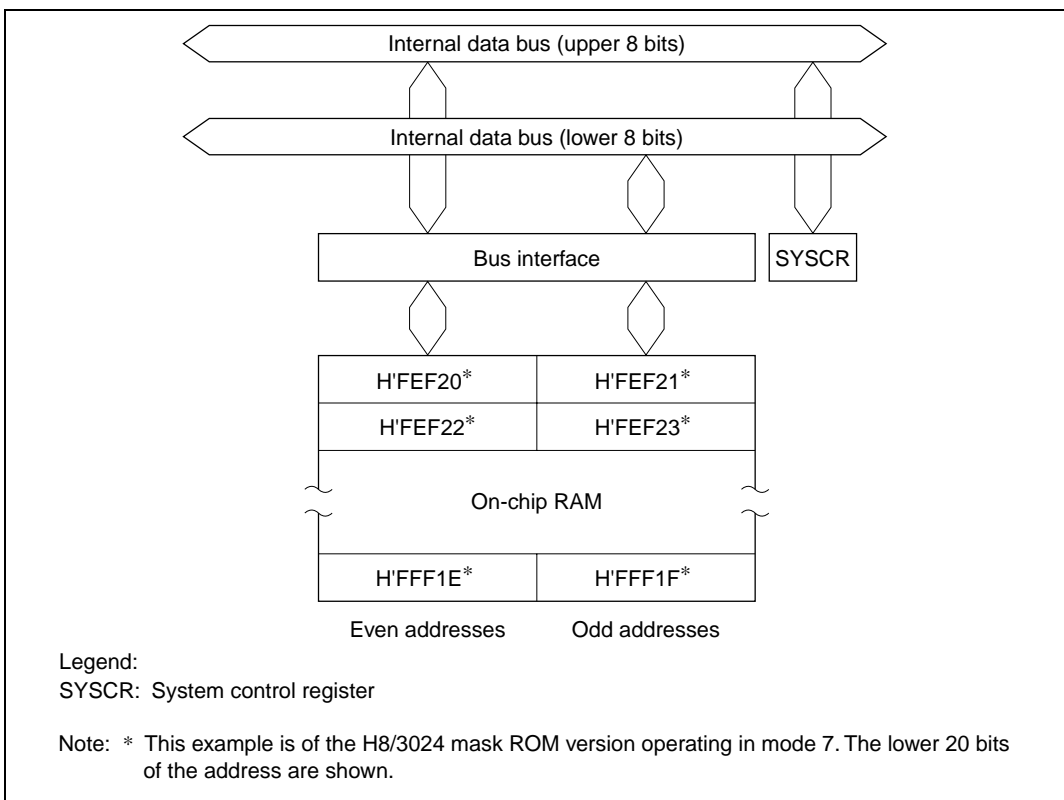 Internal data bus (upper 8 bits)
Internal data bus (lower 8 bits)
Bus interface
SYSCR
H'FEF20*
H'FEF21*
H'FEF22*
H'FEF23*
On-chip RAM
H'FFF1E*
H'FFF1F*
Even addresses
Odd addresses
Legend:
SYSCR: System control register
Note: * This example is of the H8/3024 mask ROM version operating in mode 7. The lower 20 bits
of the address are shown.